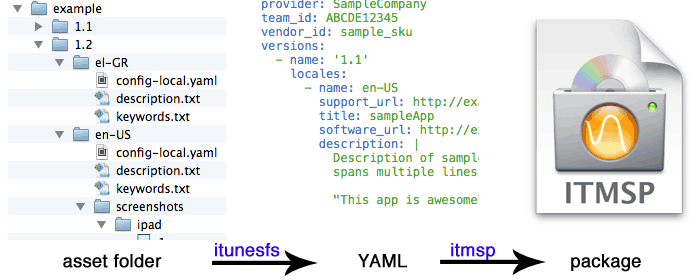 example
1.1
1.2
el-GR
config-local.yaml
description.txt
keywords.txt
en-US
config-local.yaml
description.txt
keywords.txt
screenshots
ipad
provider: SampleCompany
team_id: ABCDE12345
vendor_id: sample_sku
versions:
- name: '1.1'
locales:
- name: en-US
support_url: http://exa
title: sampleApp
software_url: http://e
description: |
Description of sampl
spans multiple lines
"This app is awesome
ITMSP
asset folder
itunesfs
YAML
itmsp
package